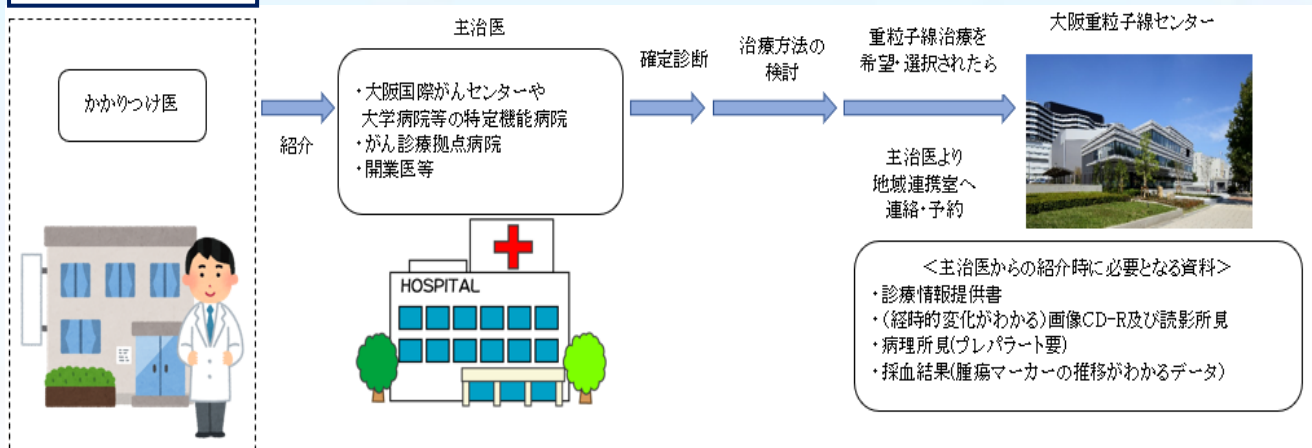 かかりつけ医
紹介
主治医
・大阪国際がんセンターや
大学病院等の特定機能病院
・がん診療拠点病院
・開業医等
HOSPITAL
確定診断
治療方法の
検討
重粒子線治療を
希望・選択されたら
主治医より
地域連携室へ
連絡・予約
大阪重粒子線センター
＜主治医からの紹介時に必要となる資料＞
・診療情報提供書
・(経時的変化がわかる)画像CD-R及び読影所見
・病理所見(プレパラート要)
・採血結果(腫瘍マーカーの推移がわかるデータ)